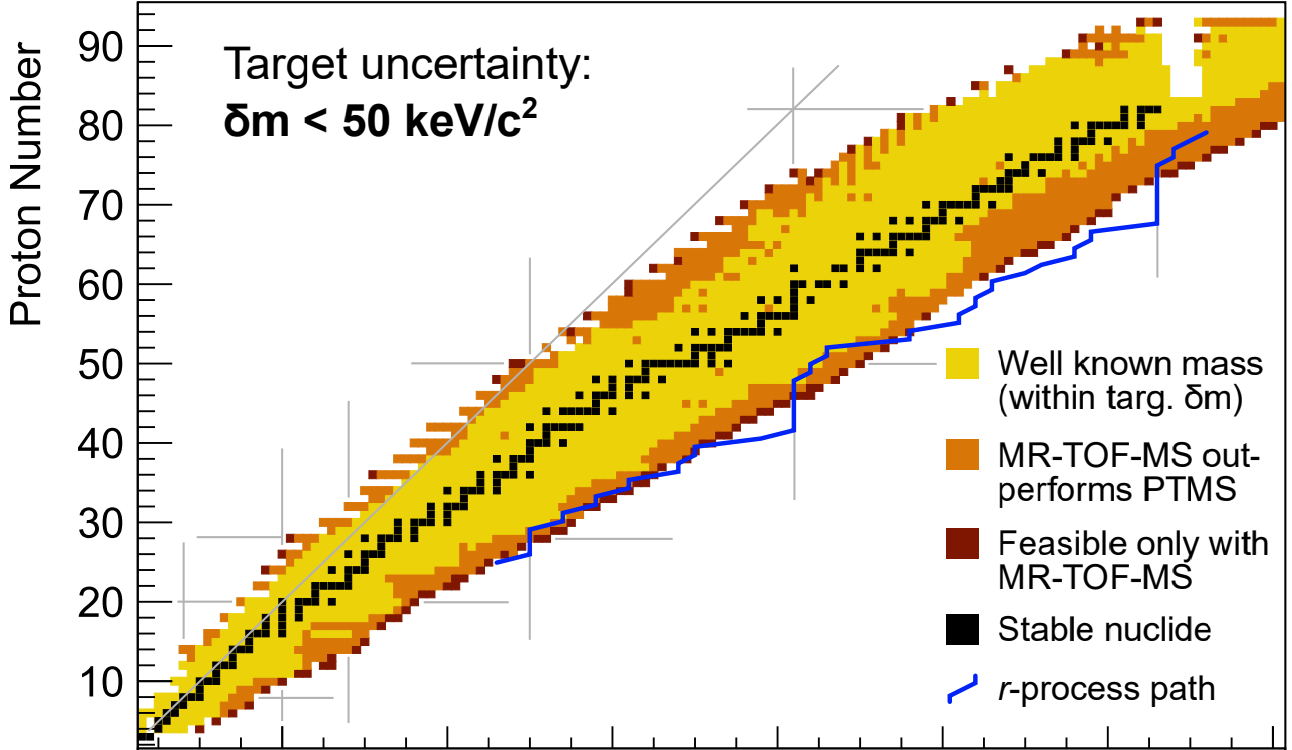 Target uncertainty:
δm < 50 keV/c²
Proton Number
90
80
70
60
50
40
30
20
10
Well known mass
(within targ. δm)
MR-TOF-MS out-
performs PTMS
Feasible only with
MR-TOF-MS
Stable nuclide
r-process path